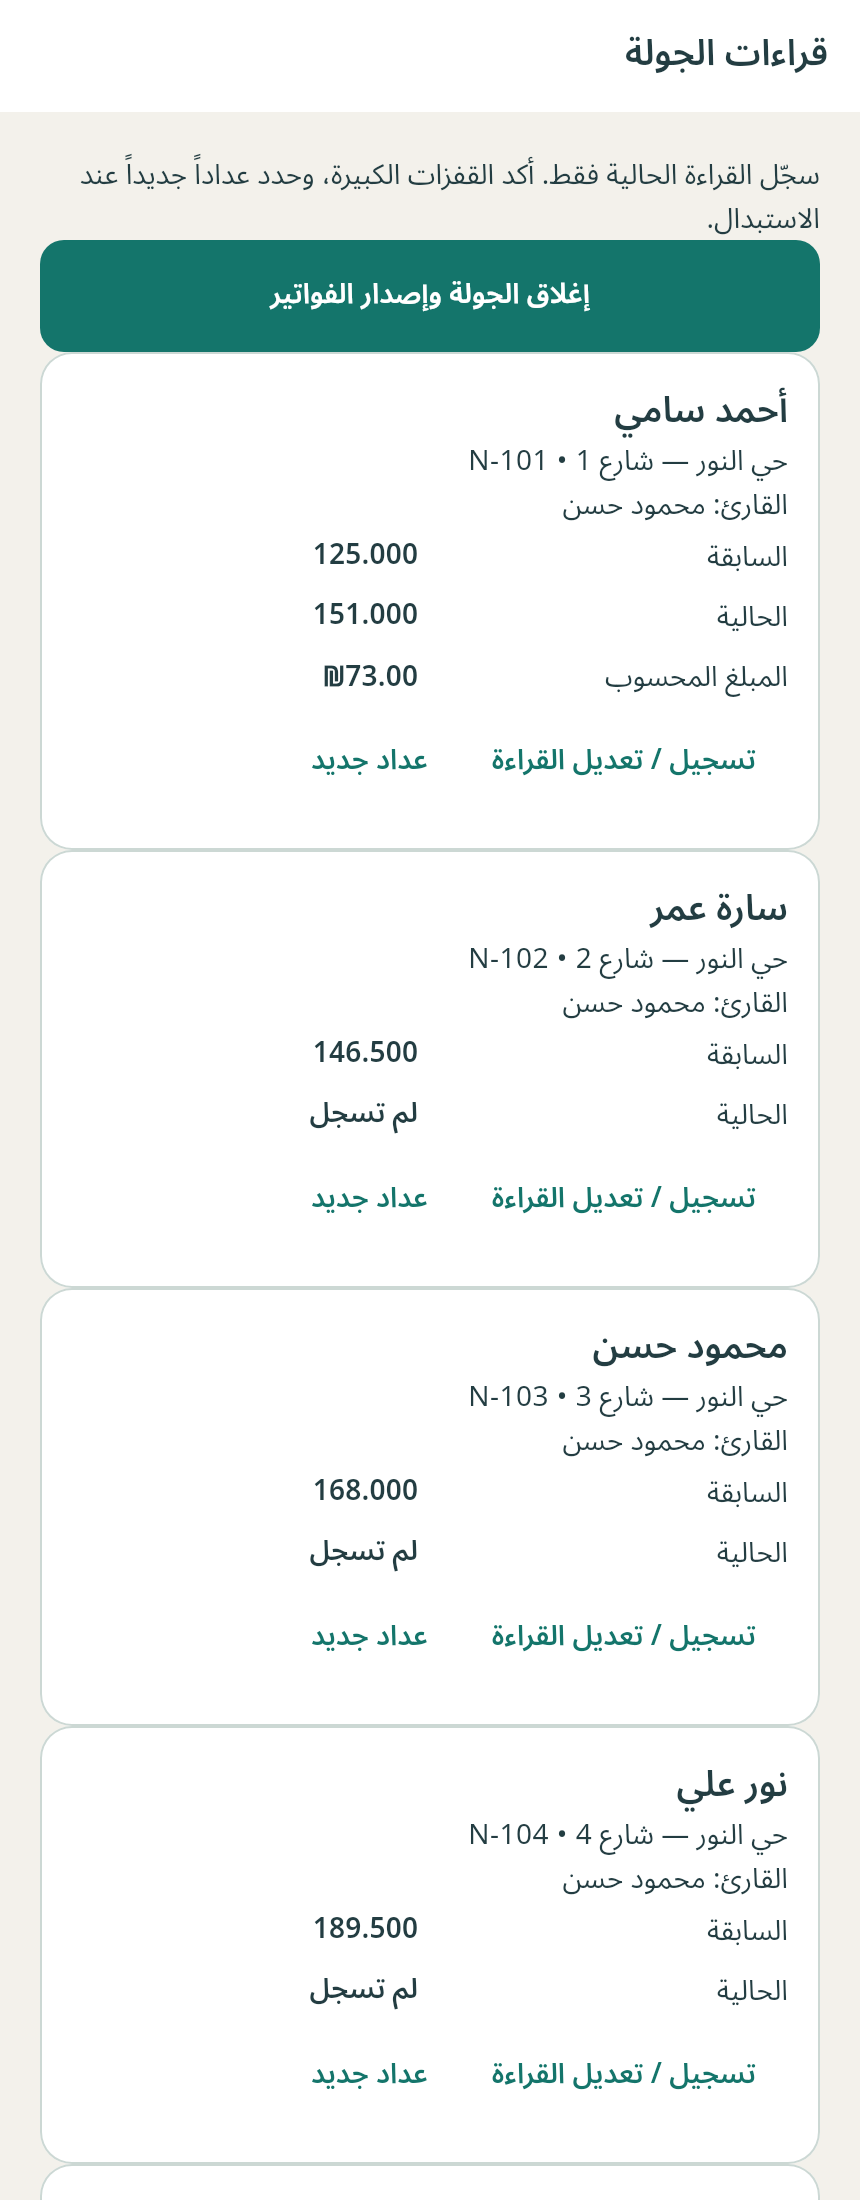 قراءات الجولة
سجّل القراءة الحالية فقط. أكد القفزات الكبيرة، وحدد عداداً جديداً عند
الاستبدال.
إغلاق الجولة وإصدار الفواتير
أحمد سامي
حي النور — شارع 1 • N-101
القارئ: محمود حسن
السابقة 125.000
الحالية 151.000
المبلغ المحسوب ₪73.00
تسجيل / تعديل القراءة عداد جديد
سارة عمر
حي النور — شارع 2 • N-102
القارئ: محمود حسن
السابقة 146.500
الحالية لم تسجل
تسجيل / تعديل القراءة عداد جديد
محمود حسن
حي النور — شارع 3 • N-103
القارئ: محمود حسن
السابقة 168.000
الحالية لم تسجل
تسجيل / تعديل القراءة عداد جديد
نور علي
حي النور — شارع 4 • N-104
القارئ: محمود حسن
السابقة 189.500
الحالية لم تسجل
تسجيل / تعديل القراءة عداد جديد